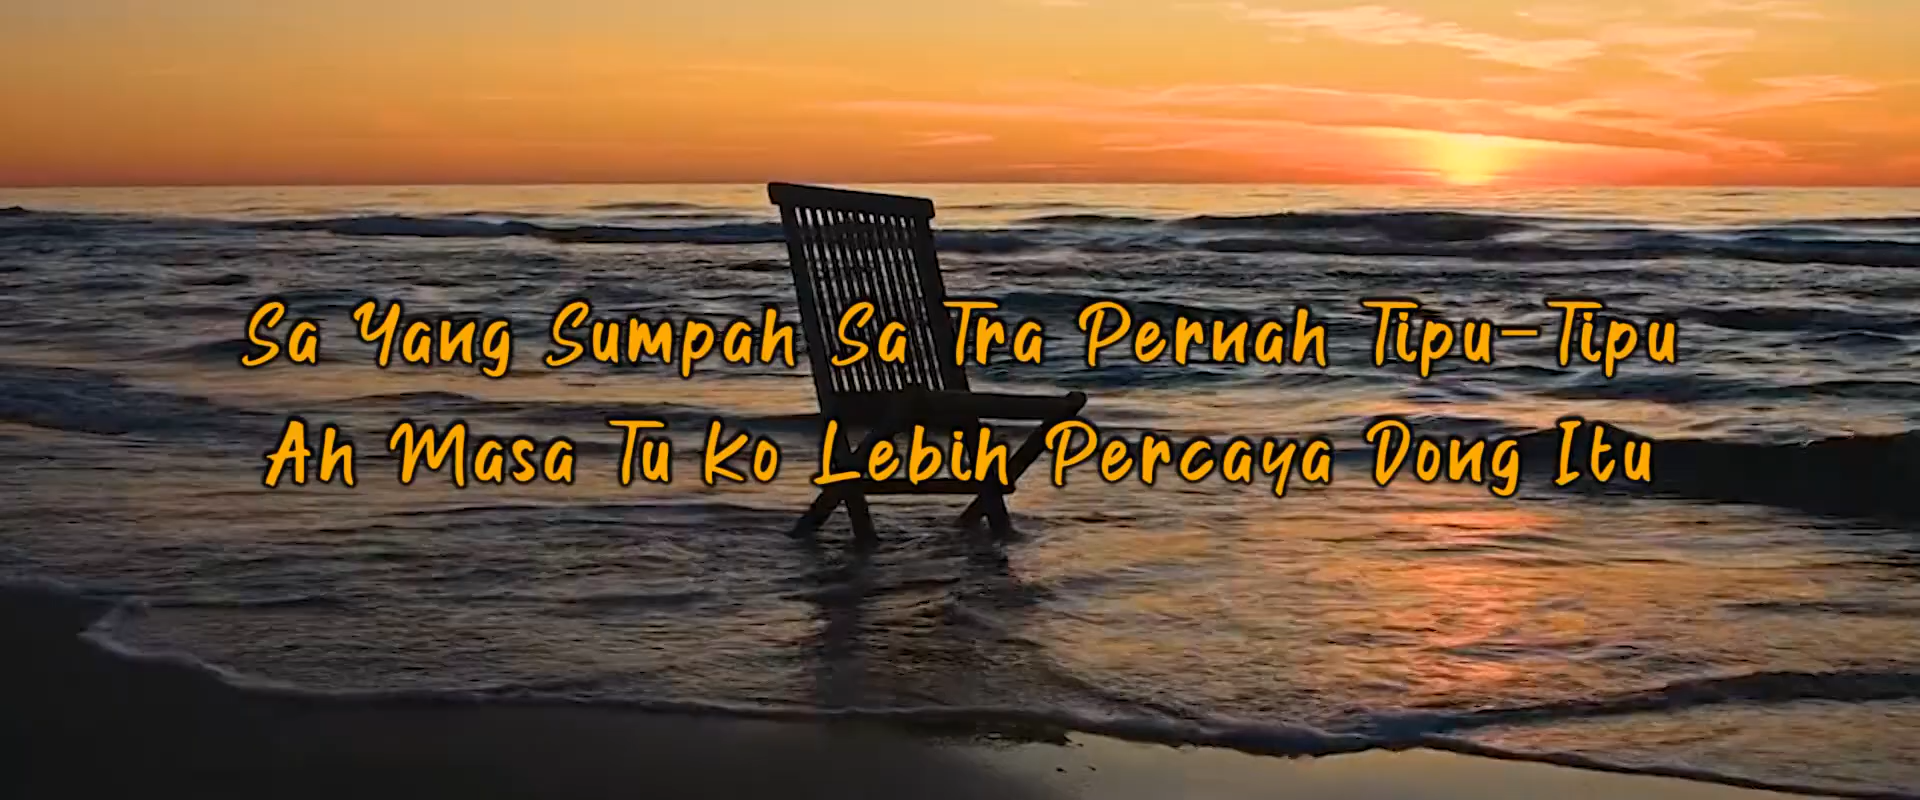 Sa Yang Sumpah Sa Tra Pernah Tipu-Tipu
Ah Masa Tu Ko Lebih Percaya Dong Itu